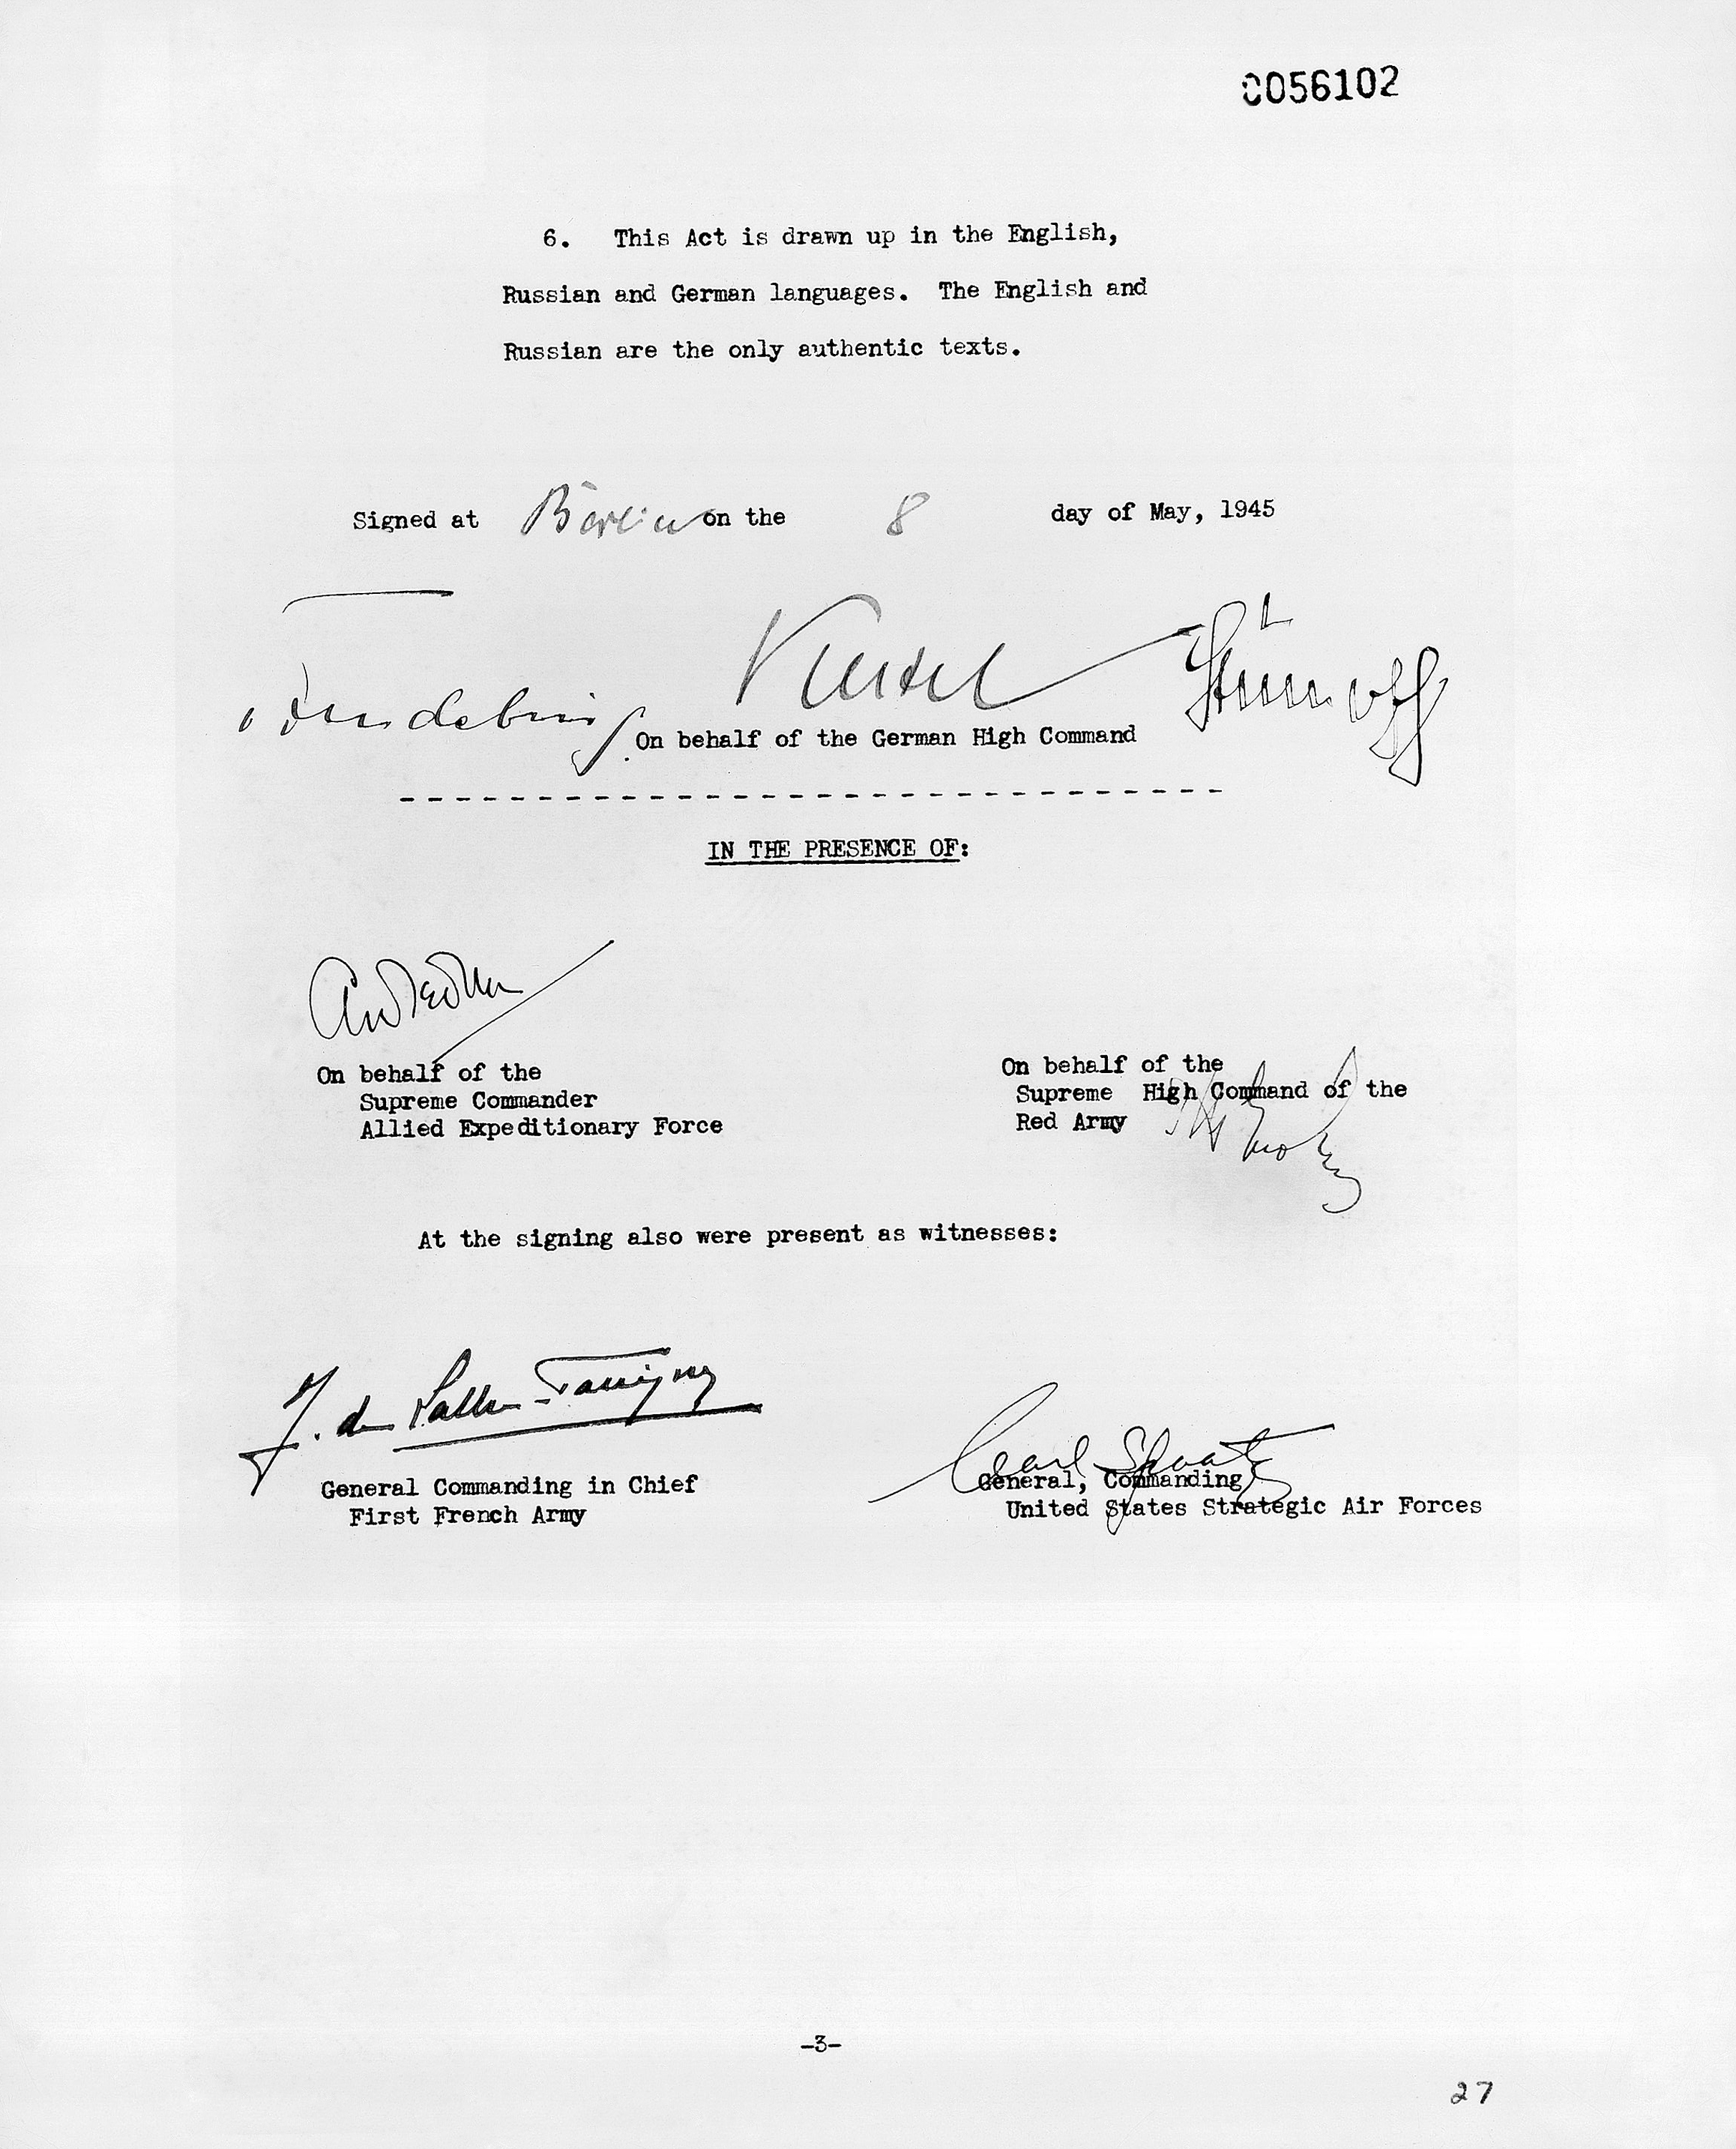 0056102
6. This Act is drawn up in the English,
Russian and German languages. The English and
Russian are the only authentic texts.
Signed at Berlin on the 8 day of May, 1945
Keitel
Stumpff
On behalf of the German High Command
IN THE PRESENCE OF:
On behalf of the
Supreme Commander
Allied Expeditionary Force
On behalf of the
Supreme High Command of the
Red Army
At the signing also were present as witnesses:
J. de Lattre-Tassigny
Carl Spaatz
General Commanding in Chief
First French Army
General, Commanding
United States Strategic Air Forces
-3-
27